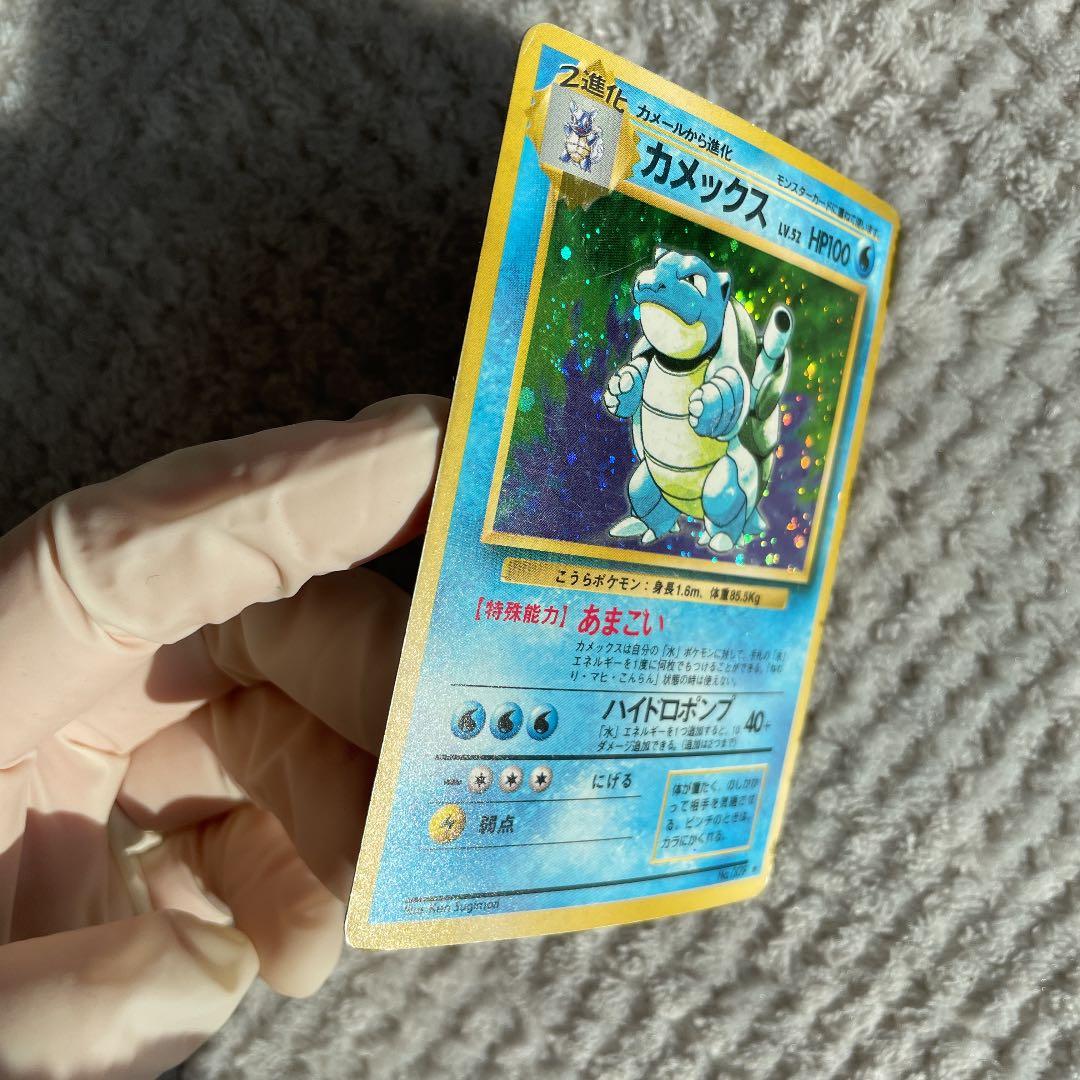 2進化
カメールから進化
モンスターカードに重ねて使います。
カメックス LV.52 HP100
こうらポケモン：身長1.6m、体重85.5Kg
【特殊能力】 あまごい
カメックスは自分の「水」ポケモンに対して、手札の「水」
エネルギーを1度に何枚でもつけることができる。「ねむ
り・マヒ・こんらん」状態の時は使えない。
ハイドロポンプ 40+
「水」エネルギーを1つ追加すると、10
ダメージ追加できる。(追加は2つまで)
にげる
弱点
体が重たく、のしかか
って相手を気絶させ
る。ピンチのときは、
カラにかくれる。
Illus. Ken Sugimori
No.009